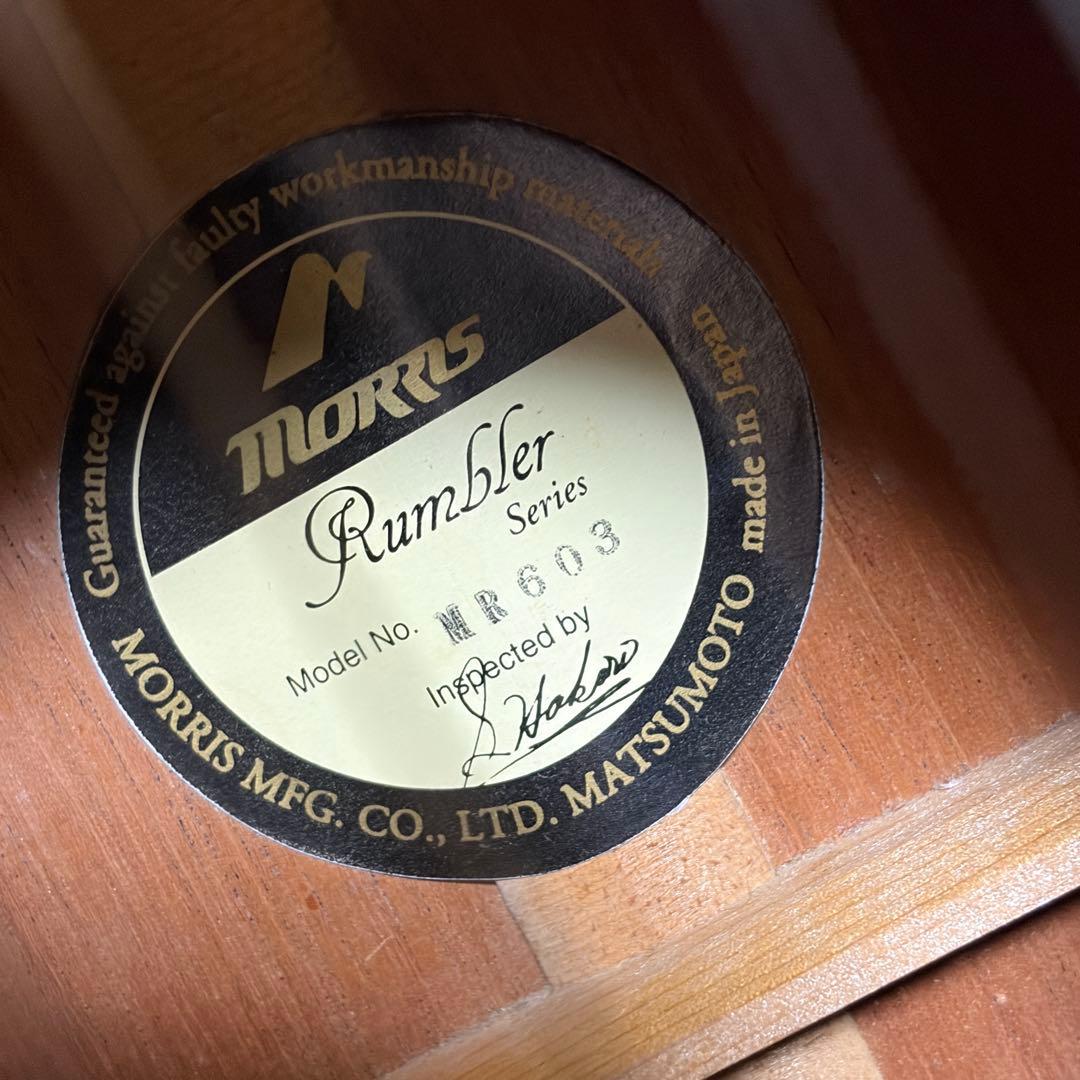 Guaranteed against faulty workmanship materials
MORRIS
Rumbler
Series
Model No. MR603
Inspected by
MORRIS MFG. CO., LTD. MATSUMOTO made in Japan